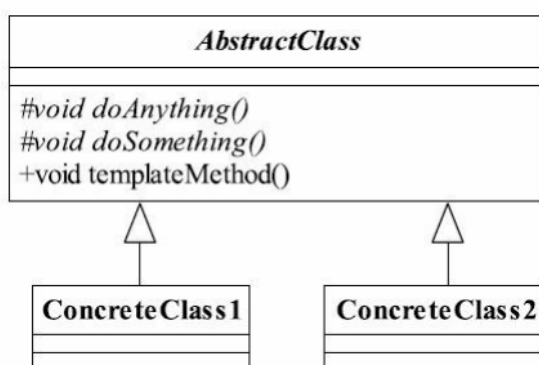 AbstractClass
#void doAnything()
#void doSomething()
+void templateMethod()
ConcreteClass1
ConcreteClass2